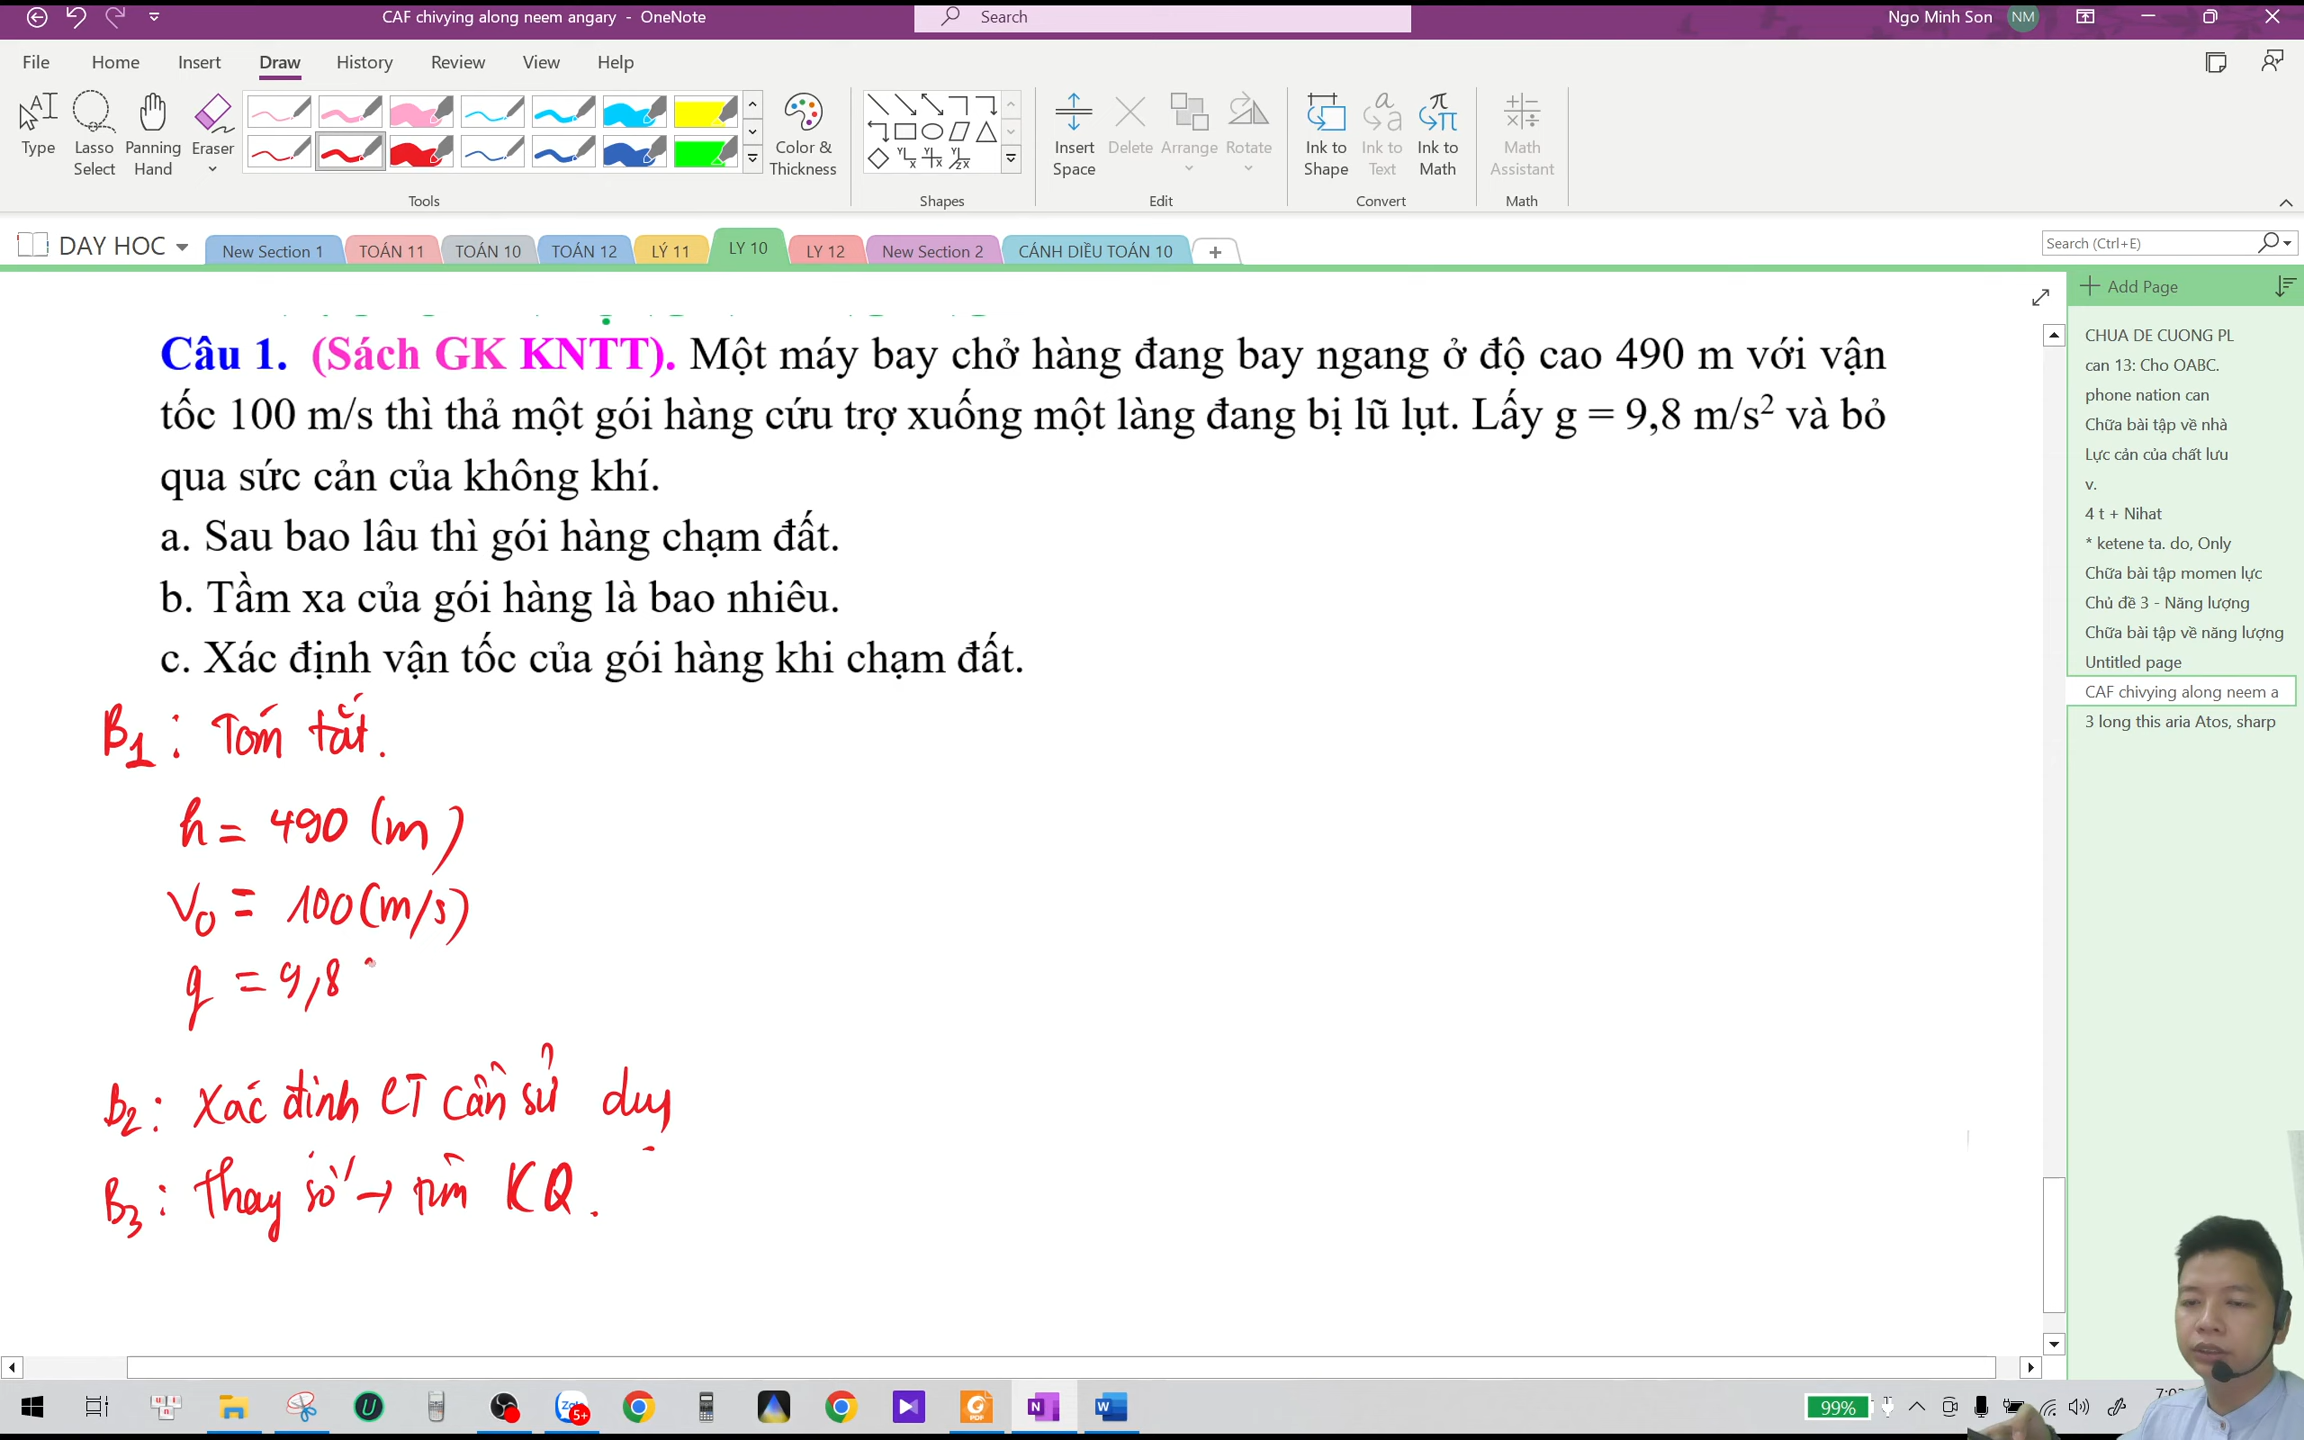 CAF chivying along neem angary - OneNote
Search
Ngo Minh Son
NM
File Home Insert Draw History Review View Help
Type
Lasso Select
Panning Hand
Eraser
Color & Thickness
Insert Space
Delete
Arrange
Rotate
Ink to Shape
Ink to Text
Ink to Math
Math Assistant
Tools
Shapes
Edit
Convert
Math
DAY HOC
New Section 1
TOÁN 11
TOÁN 10
TOÁN 12
LÝ 11
LY 10
LY 12
New Section 2
CÁNH DIỀU TOÁN 10
Search (Ctrl+E)
Add Page
Câu 1. (Sách GK KNTT). Một máy bay chở hàng đang bay ngang ở độ cao 490 m với vận
tốc 100 m/s thì thả một gói hàng cứu trợ xuống một làng đang bị lũ lụt. Lấy g = 9,8 m/s² và bỏ
qua sức cản của không khí.
a. Sau bao lâu thì gói hàng chạm đất.
b. Tầm xa của gói hàng là bao nhiêu.
c. Xác định vận tốc của gói hàng khi chạm đất.
B1 : Tóm tắt.
h = 490 (m)
v0 = 100 (m/s)
g = 9,8
B2 : Xác định CT cần sử dụng
B3 : Thay số → tìm KQ.
CHUA DE CUONG PL
can 13: Cho OABC.
phone nation can
Chữa bài tập về nhà
Lực cản của chất lưu
v.
4 t + Nihat
* ketene ta. do, Only
Chữa bài tập momen lực
Chủ đề 3 - Năng lượng
Chữa bài tập về năng lượng
Untitled page
CAF chivying along neem a
3 long this aria Atos, sharp
99%